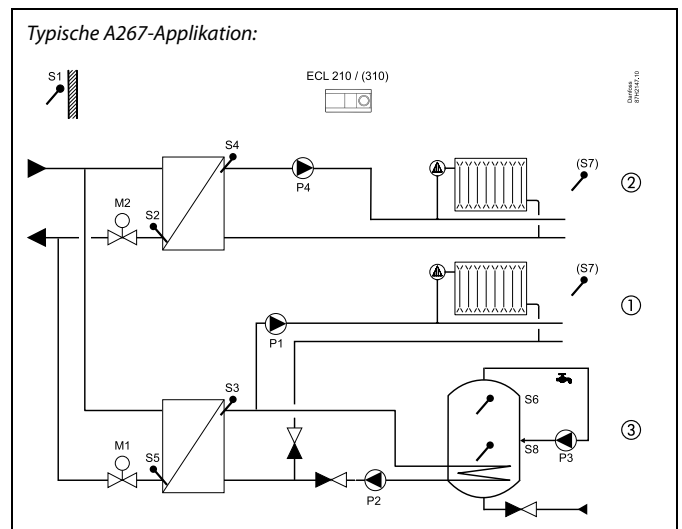 Typische A267-Applikation:
S1
ECL 210 / (310)
Danfoss
87H2147.10
S4
P4
(S7)
2
M2
S2
(S7)
1
P1
S3
S6
3
M1
S5
S8
P3
P2